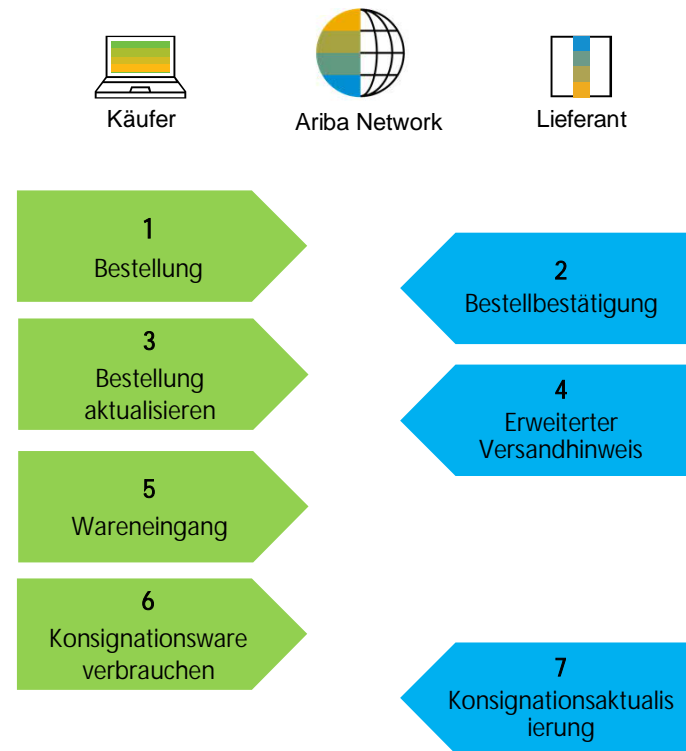 Käufer
Ariba Network
Lieferant
1
Bestellung
2
Bestellbestätigung
3
Bestellung
aktualisieren
4
Erweiterter
Versandhinweis
5
Wareneingang
6
Konsignationsware
verbrauchen
7
Konsignationsaktualis
ierung